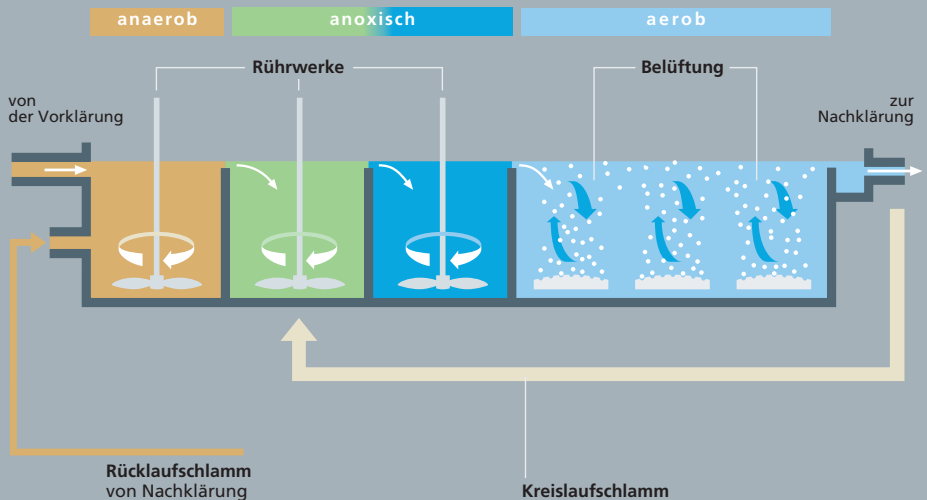 anaerob
anoxisch
aerob
Rührwerke
Belüftung
von
der Vorklärung
zur
Nachklärung
Rücklaufschlamm
von Nachklärung
Kreislaufschlamm